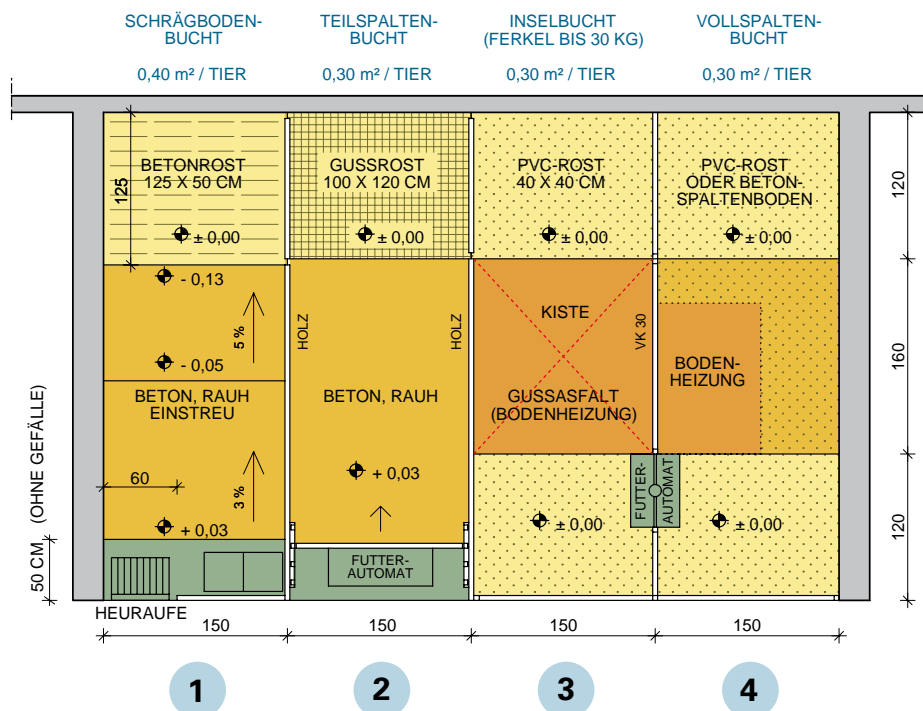 SCHRÄGBODEN-
BUCHT
0,40 m² / TIER
TEILSPALTEN-
BUCHT
0,30 m² / TIER
INSELBUCHT
(FERKEL BIS 30 KG)
0,30 m² / TIER
VOLLSPALTEN-
BUCHT
0,30 m² / TIER
BETONROST
125 X 50 CM
GUSSROST
100 X 120 CM
PVC-ROST
40 X 40 CM
PVC-ROST
ODER BETON-
SPALTENBODEN
125
120
± 0,00
± 0,00
± 0,00
± 0,00
- 0,13
5 %
- 0,05
HOLZ
HOLZ
KISTE
VK 30
BODEN-
HEIZUNG
160
BETON, RAUH
EINSTREU
BETON, RAUH
GUSSASFALT
(BODENHEIZUNG)
60
3 %
+ 0,03
+ 0,03
FUTTER-
AUTOMAT
± 0,00
± 0,00
120
50 CM (OHNE GEFÄLLE)
FUTTER-
AUTOMAT
HEURAUFE
150
150
150
150
1
2
3
4